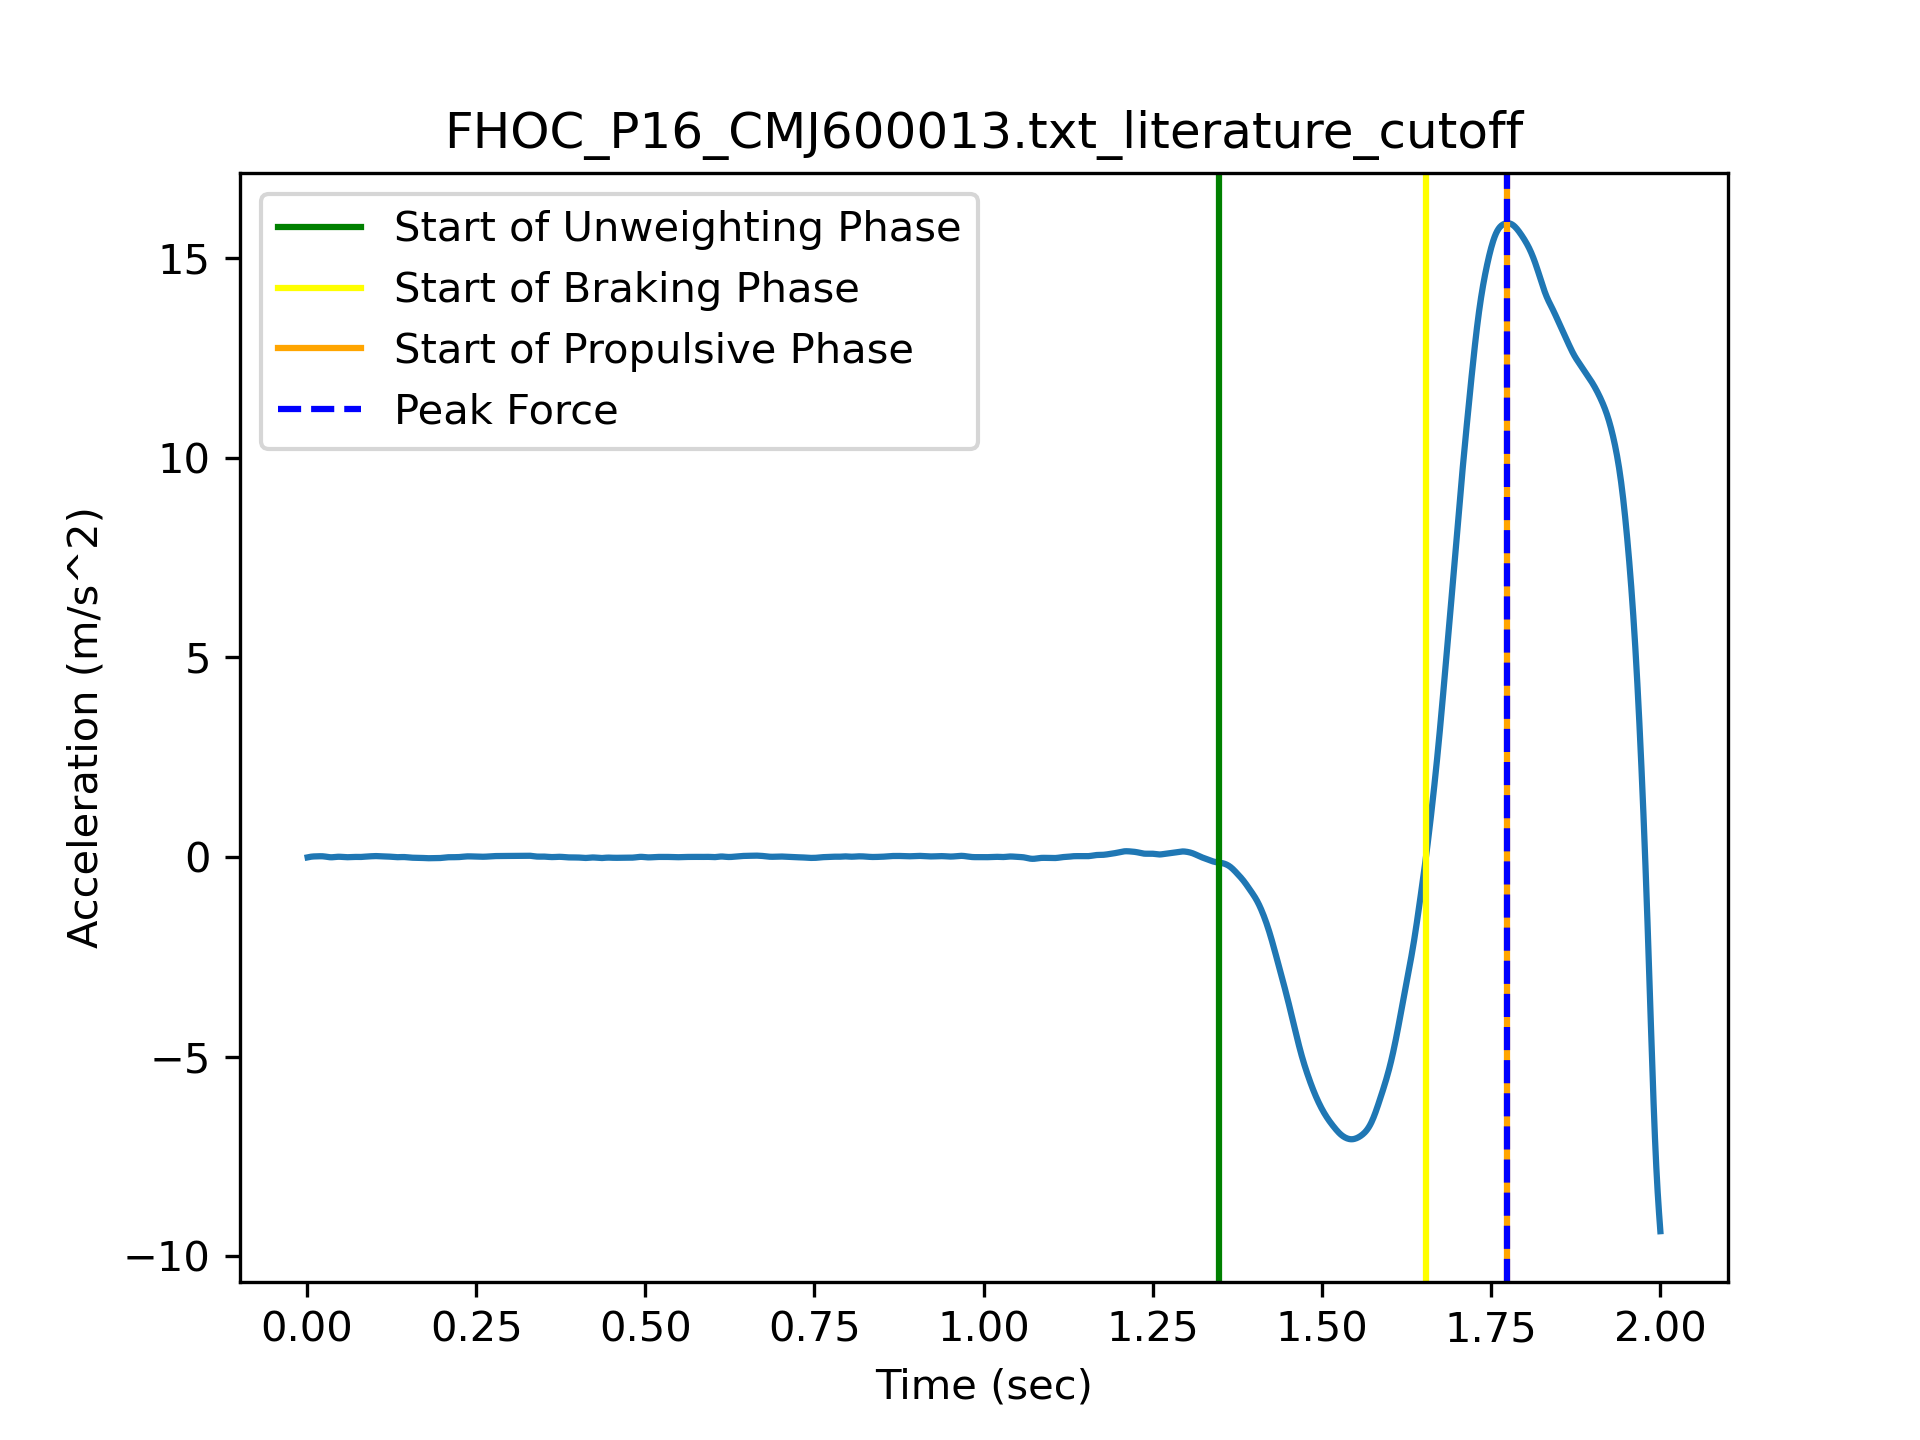 FHOC_P16_CMJ600013.txt_literature_cutoff
Start of Unweighting Phase
Start of Braking Phase
Start of Propulsive Phase
Peak Force
15
10
5
0
−5
−10
Acceleration (m/s^2)
0.00 0.25 0.50 0.75 1.00 1.25 1.50 1.75 2.00
Time (sec)